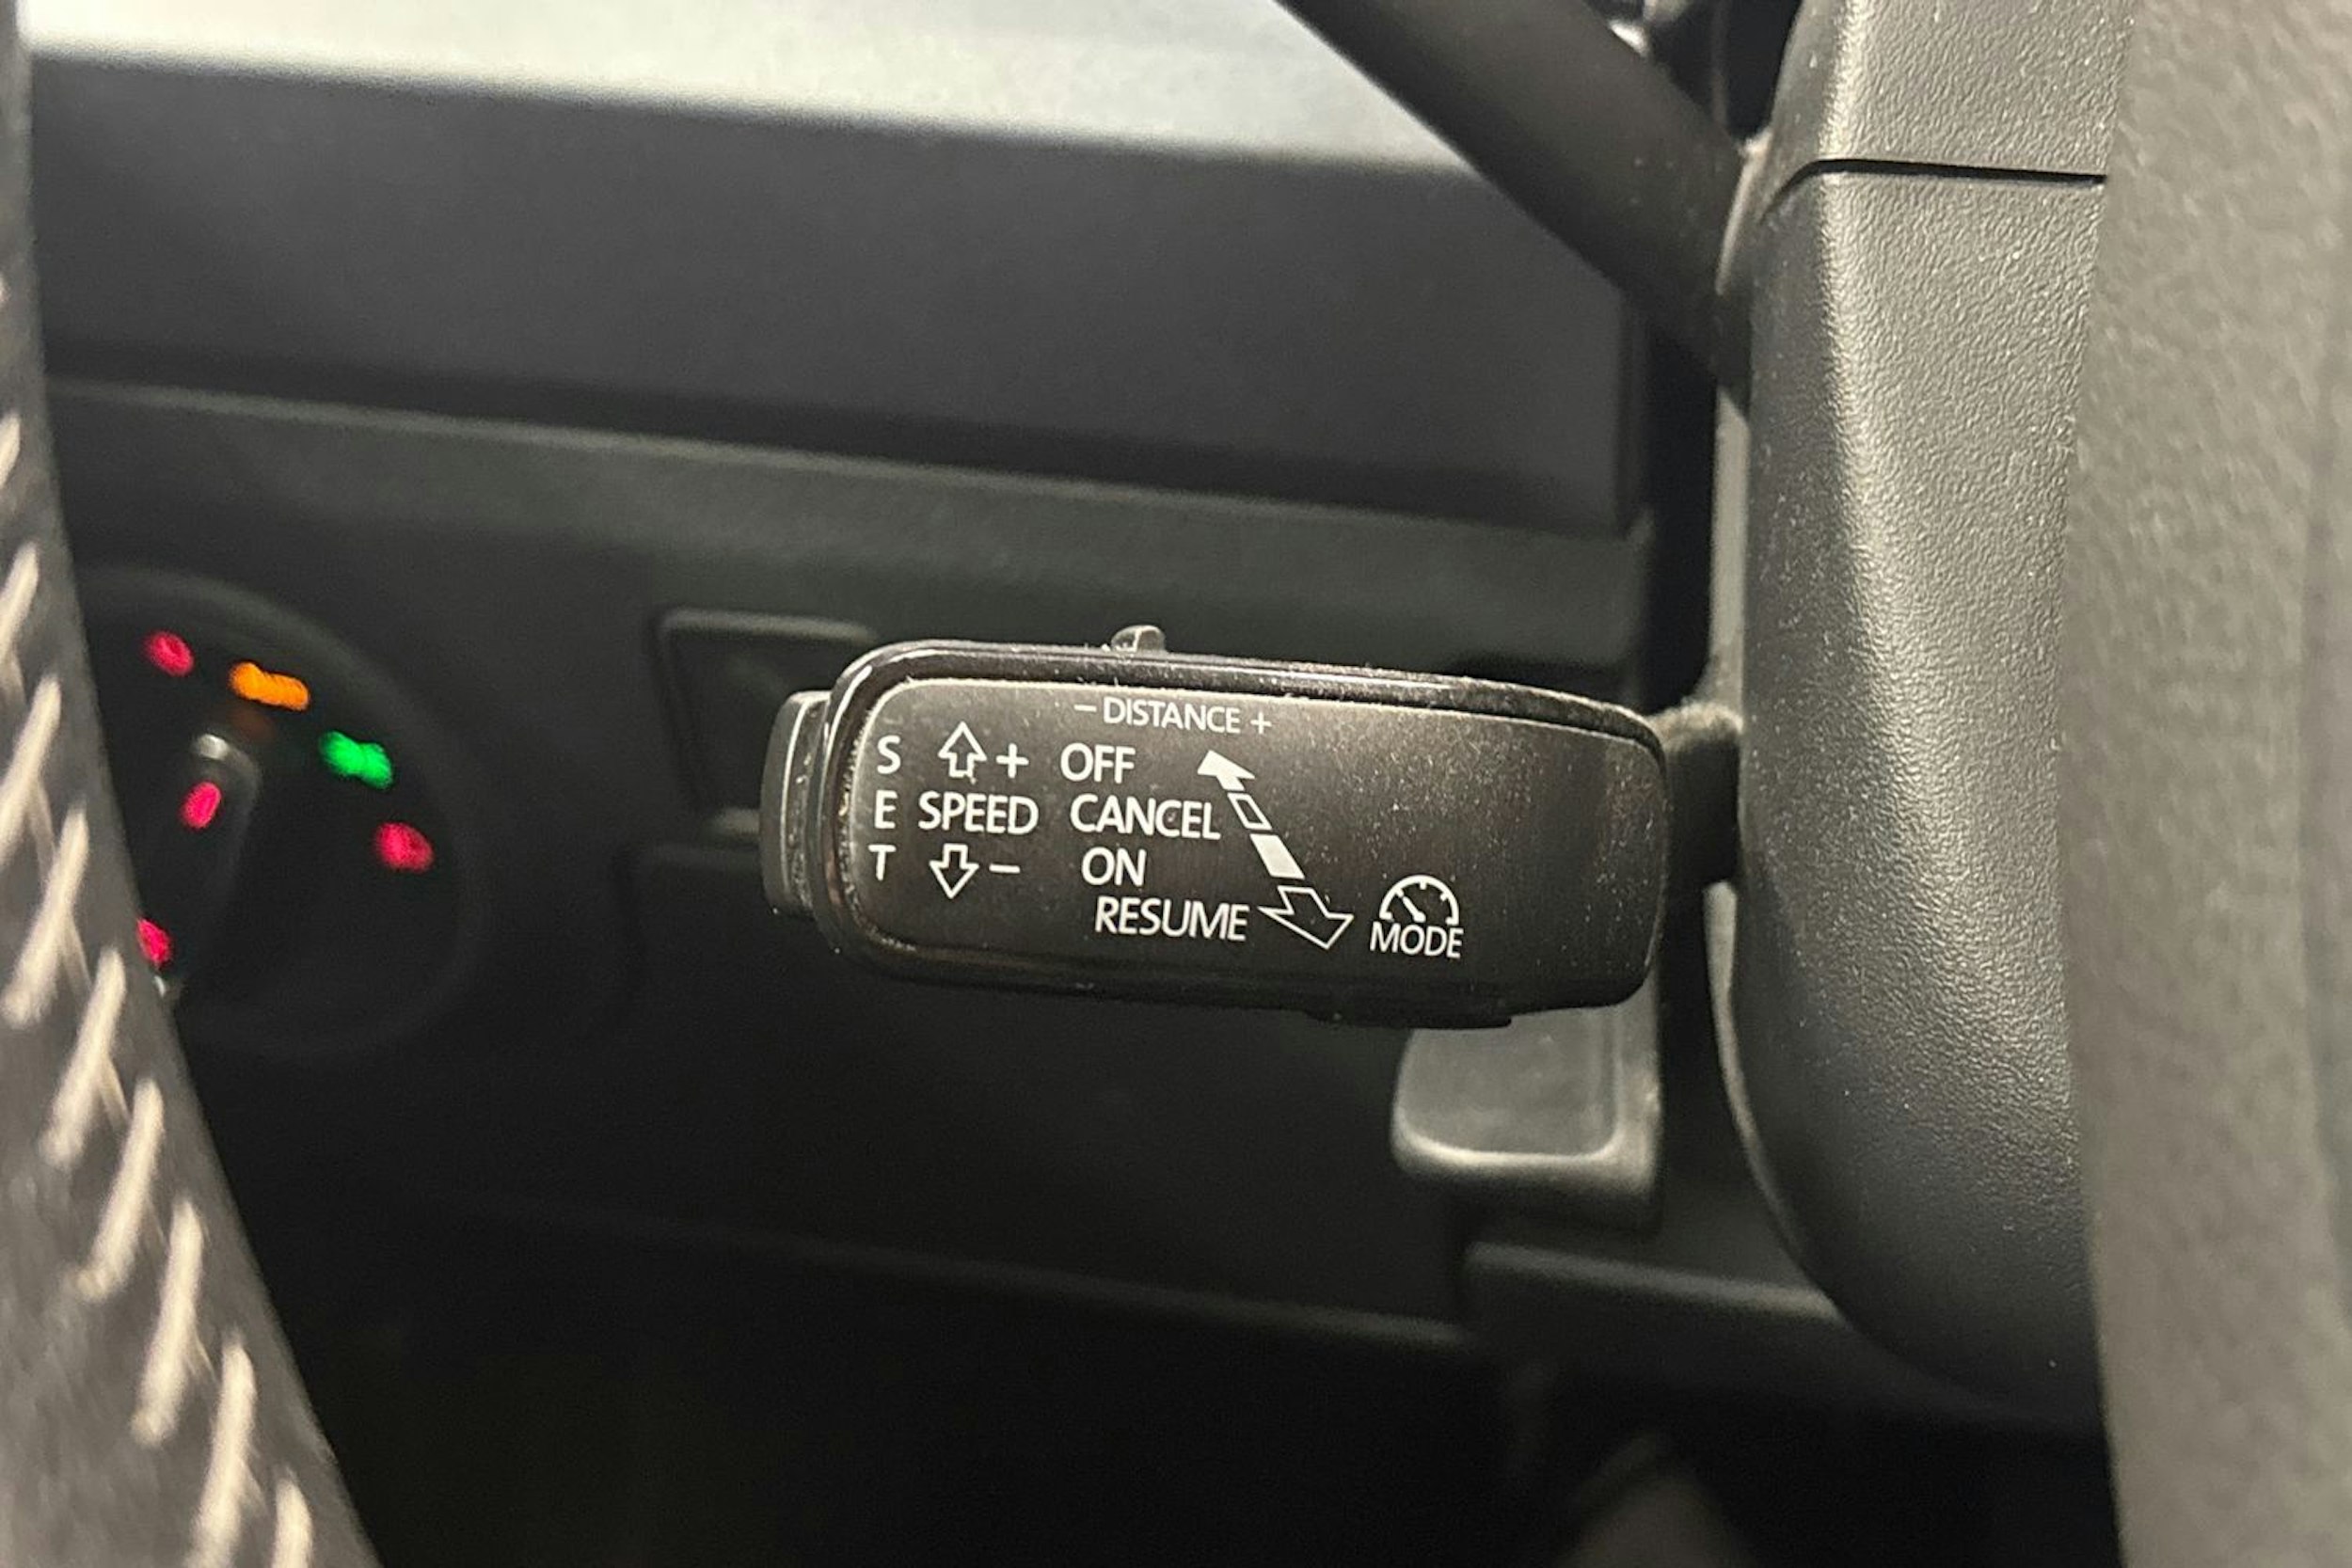 – DISTANCE +
S + OFF
E SPEED CANCEL
T – ON
RESUME
MODE